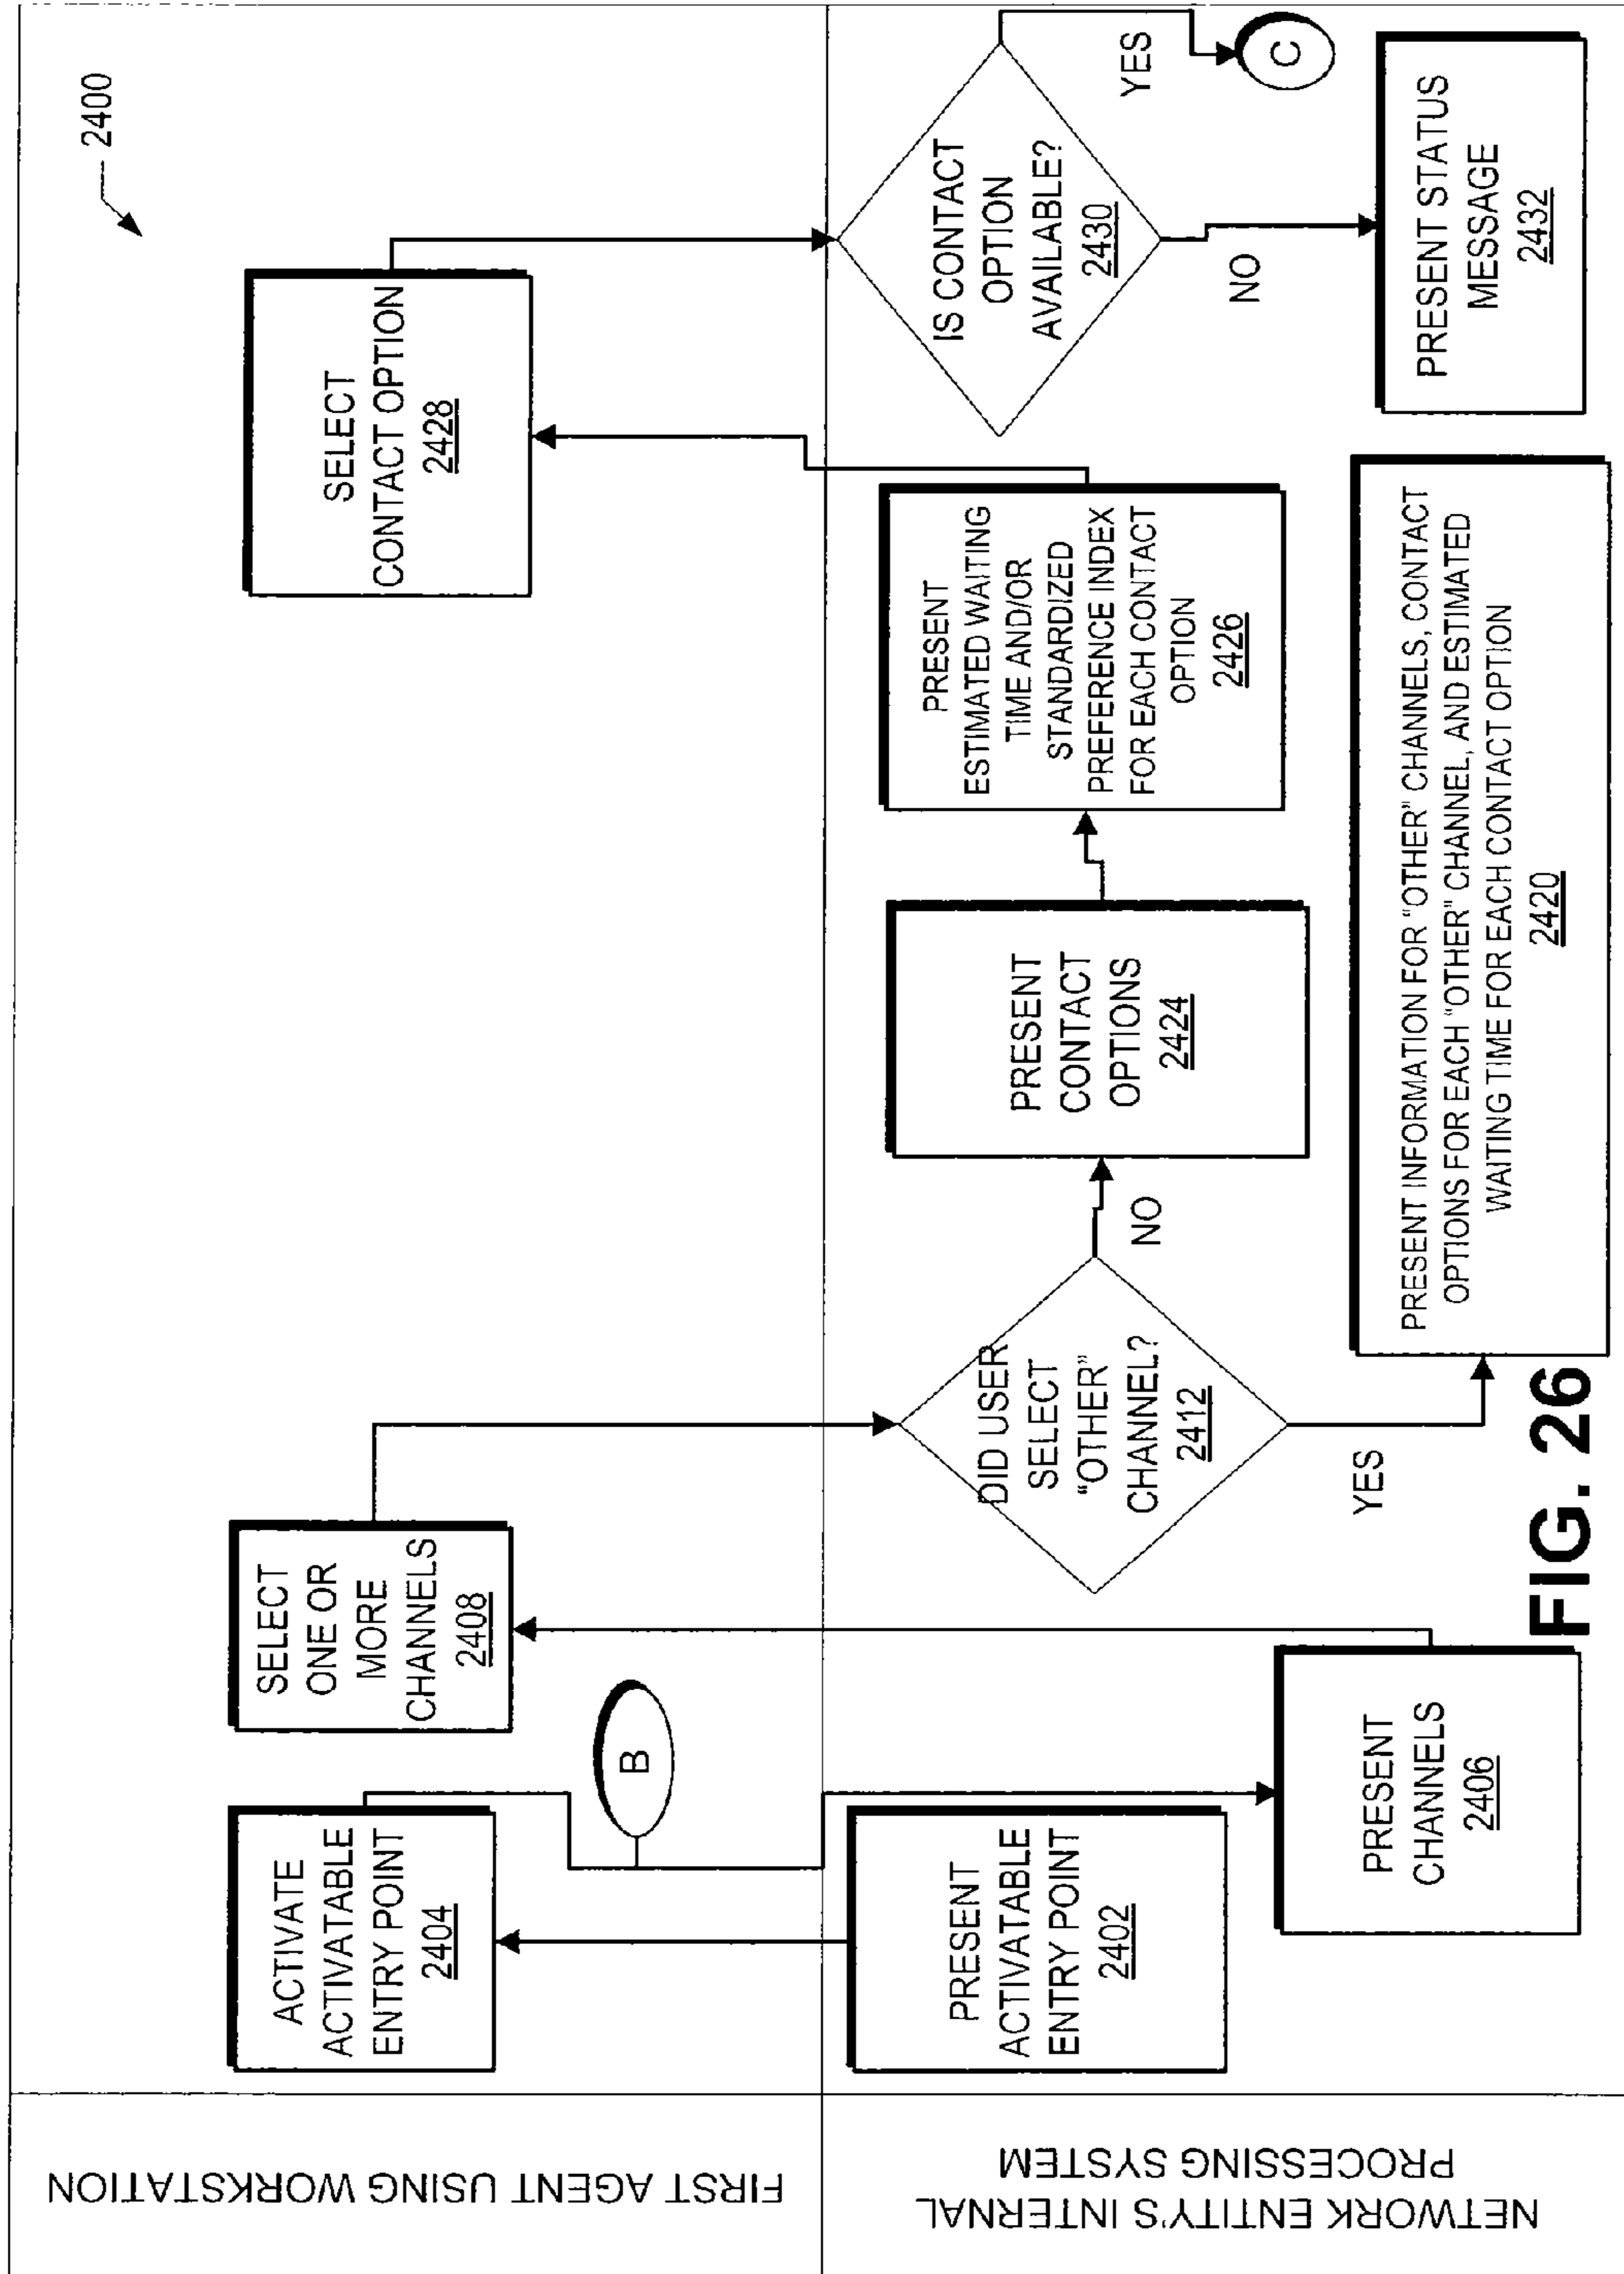 2400
FIRST AGENT USING WORKSTATION
ACTIVATE
ACTIVATABLE
ENTRY POINT
2404
B
SELECT
ONE OR
MORE
CHANNELS
2408
SELECT
CONTACT OPTION
2428
NETWORK ENTITY'S INTERNAL
PROCESSING SYSTEM
PRESENT
ACTIVATABLE
ENTRY POINT
2402
PRESENT
CHANNELS
2406
DID USER
SELECT
"OTHER"
CHANNEL?
2412
NO
YES
PRESENT
CONTACT
OPTIONS
2424
PRESENT
ESTIMATED WAITING
TIME AND/OR
STANDARDIZED
PREFERENCE INDEX
FOR EACH CONTACT
OPTION
2426
IS CONTACT
OPTION
AVAILABLE?
2430
YES
C
NO
PRESENT STATUS
MESSAGE
2432
PRESENT INFORMATION FOR "OTHER" CHANNELS, CONTACT
OPTIONS FOR EACH "OTHER" CHANNEL, AND ESTIMATED
WAITING TIME FOR EACH CONTACT OPTION
2420
FIG. 26